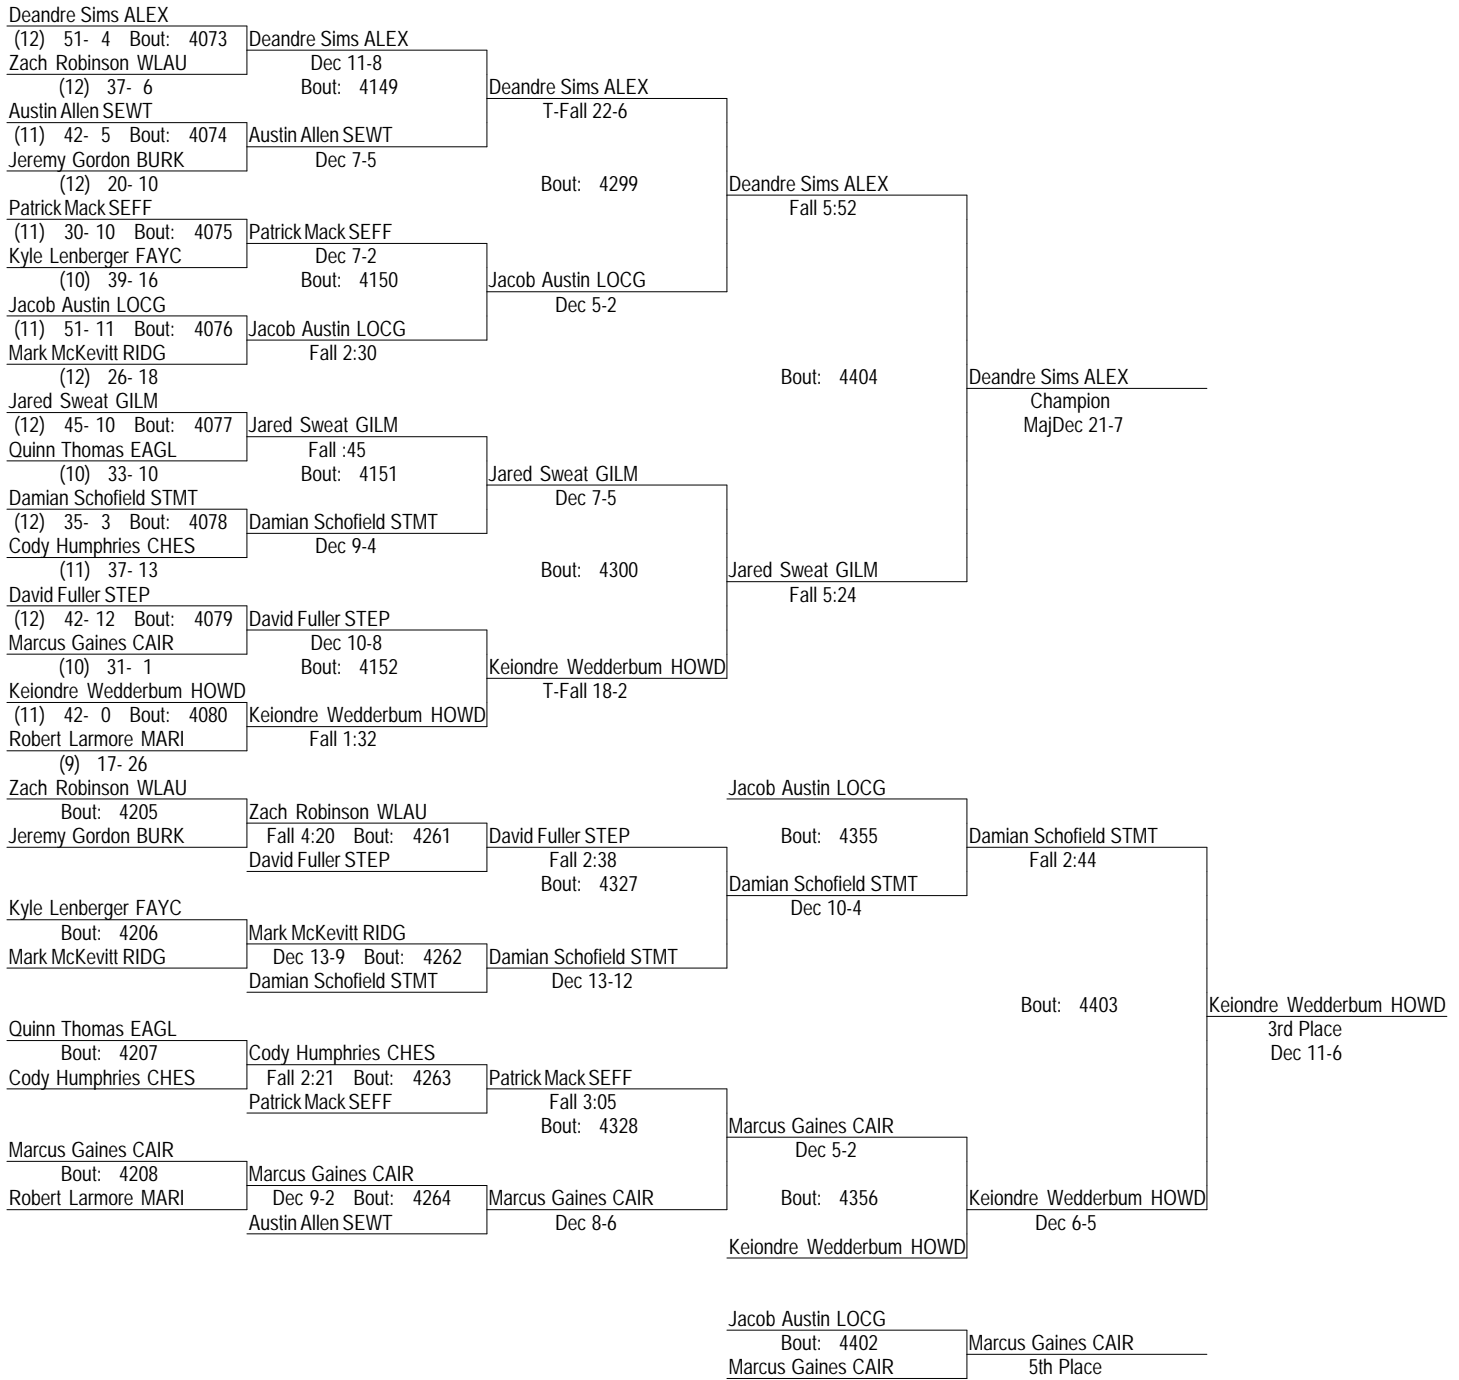 Deandre Sims ALEX
(12) 51- 4 Bout: 4073 Deandre Sims ALEX
Zach Robinson WLAU Dec 11-8
(12) 37- 6 Bout: 4149 Deandre Sims ALEX
Austin Allen SEWT T-Fall 22-6
(11) 42- 5 Bout: 4074 Austin Allen SEWT
Jeremy Gordon BURK Dec 7-5
(12) 20- 10 Bout: 4299 Deandre Sims ALEX
Patrick Mack SEFF Fall 5:52
(11) 30- 10 Bout: 4075 Patrick Mack SEFF
Kyle Lenberger FAYC Dec 7-2
(10) 39- 16 Bout: 4150 Jacob Austin LOCG
Jacob Austin LOCG Dec 5-2
(11) 51- 11 Bout: 4076 Jacob Austin LOCG
Mark McKevitt RIDG Fall 2:30
(12) 26- 18 Bout: 4404 Deandre Sims ALEX
Jared Sweat GILM Champion
(12) 45- 10 Bout: 4077 Jared Sweat GILM MajDec 21-7
Quinn Thomas EAGL Fall :45
(10) 33- 10 Bout: 4151 Jared Sweat GILM
Damian Schofield STMT Dec 7-5
(12) 35- 3 Bout: 4078 Damian Schofield STMT
Cody Humphries CHES Dec 9-4
(11) 37- 13 Bout: 4300 Jared Sweat GILM
David Fuller STEP Fall 5:24
(12) 42- 12 Bout: 4079 David Fuller STEP
Marcus Gaines CAIR Dec 10-8
(10) 31- 1 Bout: 4152 Keiondre Wedderbum HOWD
Keiondre Wedderbum HOWD T-Fall 18-2
(11) 42- 0 Bout: 4080 Keiondre Wedderbum HOWD
Robert Larmore MARI Fall 1:32
(9) 17- 26
Zach Robinson WLAU Jacob Austin LOCG
Bout: 4205 Zach Robinson WLAU
Jeremy Gordon BURK Fall 4:20 Bout: 4261 David Fuller STEP Bout: 4355 Damian Schofield STMT
David Fuller STEP Fall 2:38 Fall 2:44
Bout: 4327 Damian Schofield STMT
Kyle Lenberger FAYC Dec 10-4
Bout: 4206 Mark McKevitt RIDG
Mark McKevitt RIDG Dec 13-9 Bout: 4262 Damian Schofield STMT
Damian Schofield STMT Dec 13-12
Bout: 4403 Keiondre Wedderbum HOWD
Quinn Thomas EAGL 3rd Place
Bout: 4207 Cody Humphries CHES Dec 11-6
Cody Humphries CHES Fall 2:21 Bout: 4263 Patrick Mack SEFF
Patrick Mack SEFF Fall 3:05
Bout: 4328 Marcus Gaines CAIR
Marcus Gaines CAIR Dec 5-2
Bout: 4208 Marcus Gaines CAIR
Robert Larmore MARI Dec 9-2 Bout: 4264 Marcus Gaines CAIR Bout: 4356 Keiondre Wedderbum HOWD
Austin Allen SEWT Dec 8-6 Dec 6-5
Keiondre Wedderbum HOWD
Jacob Austin LOCG
Bout: 4402 Marcus Gaines CAIR
Marcus Gaines CAIR 5th Place